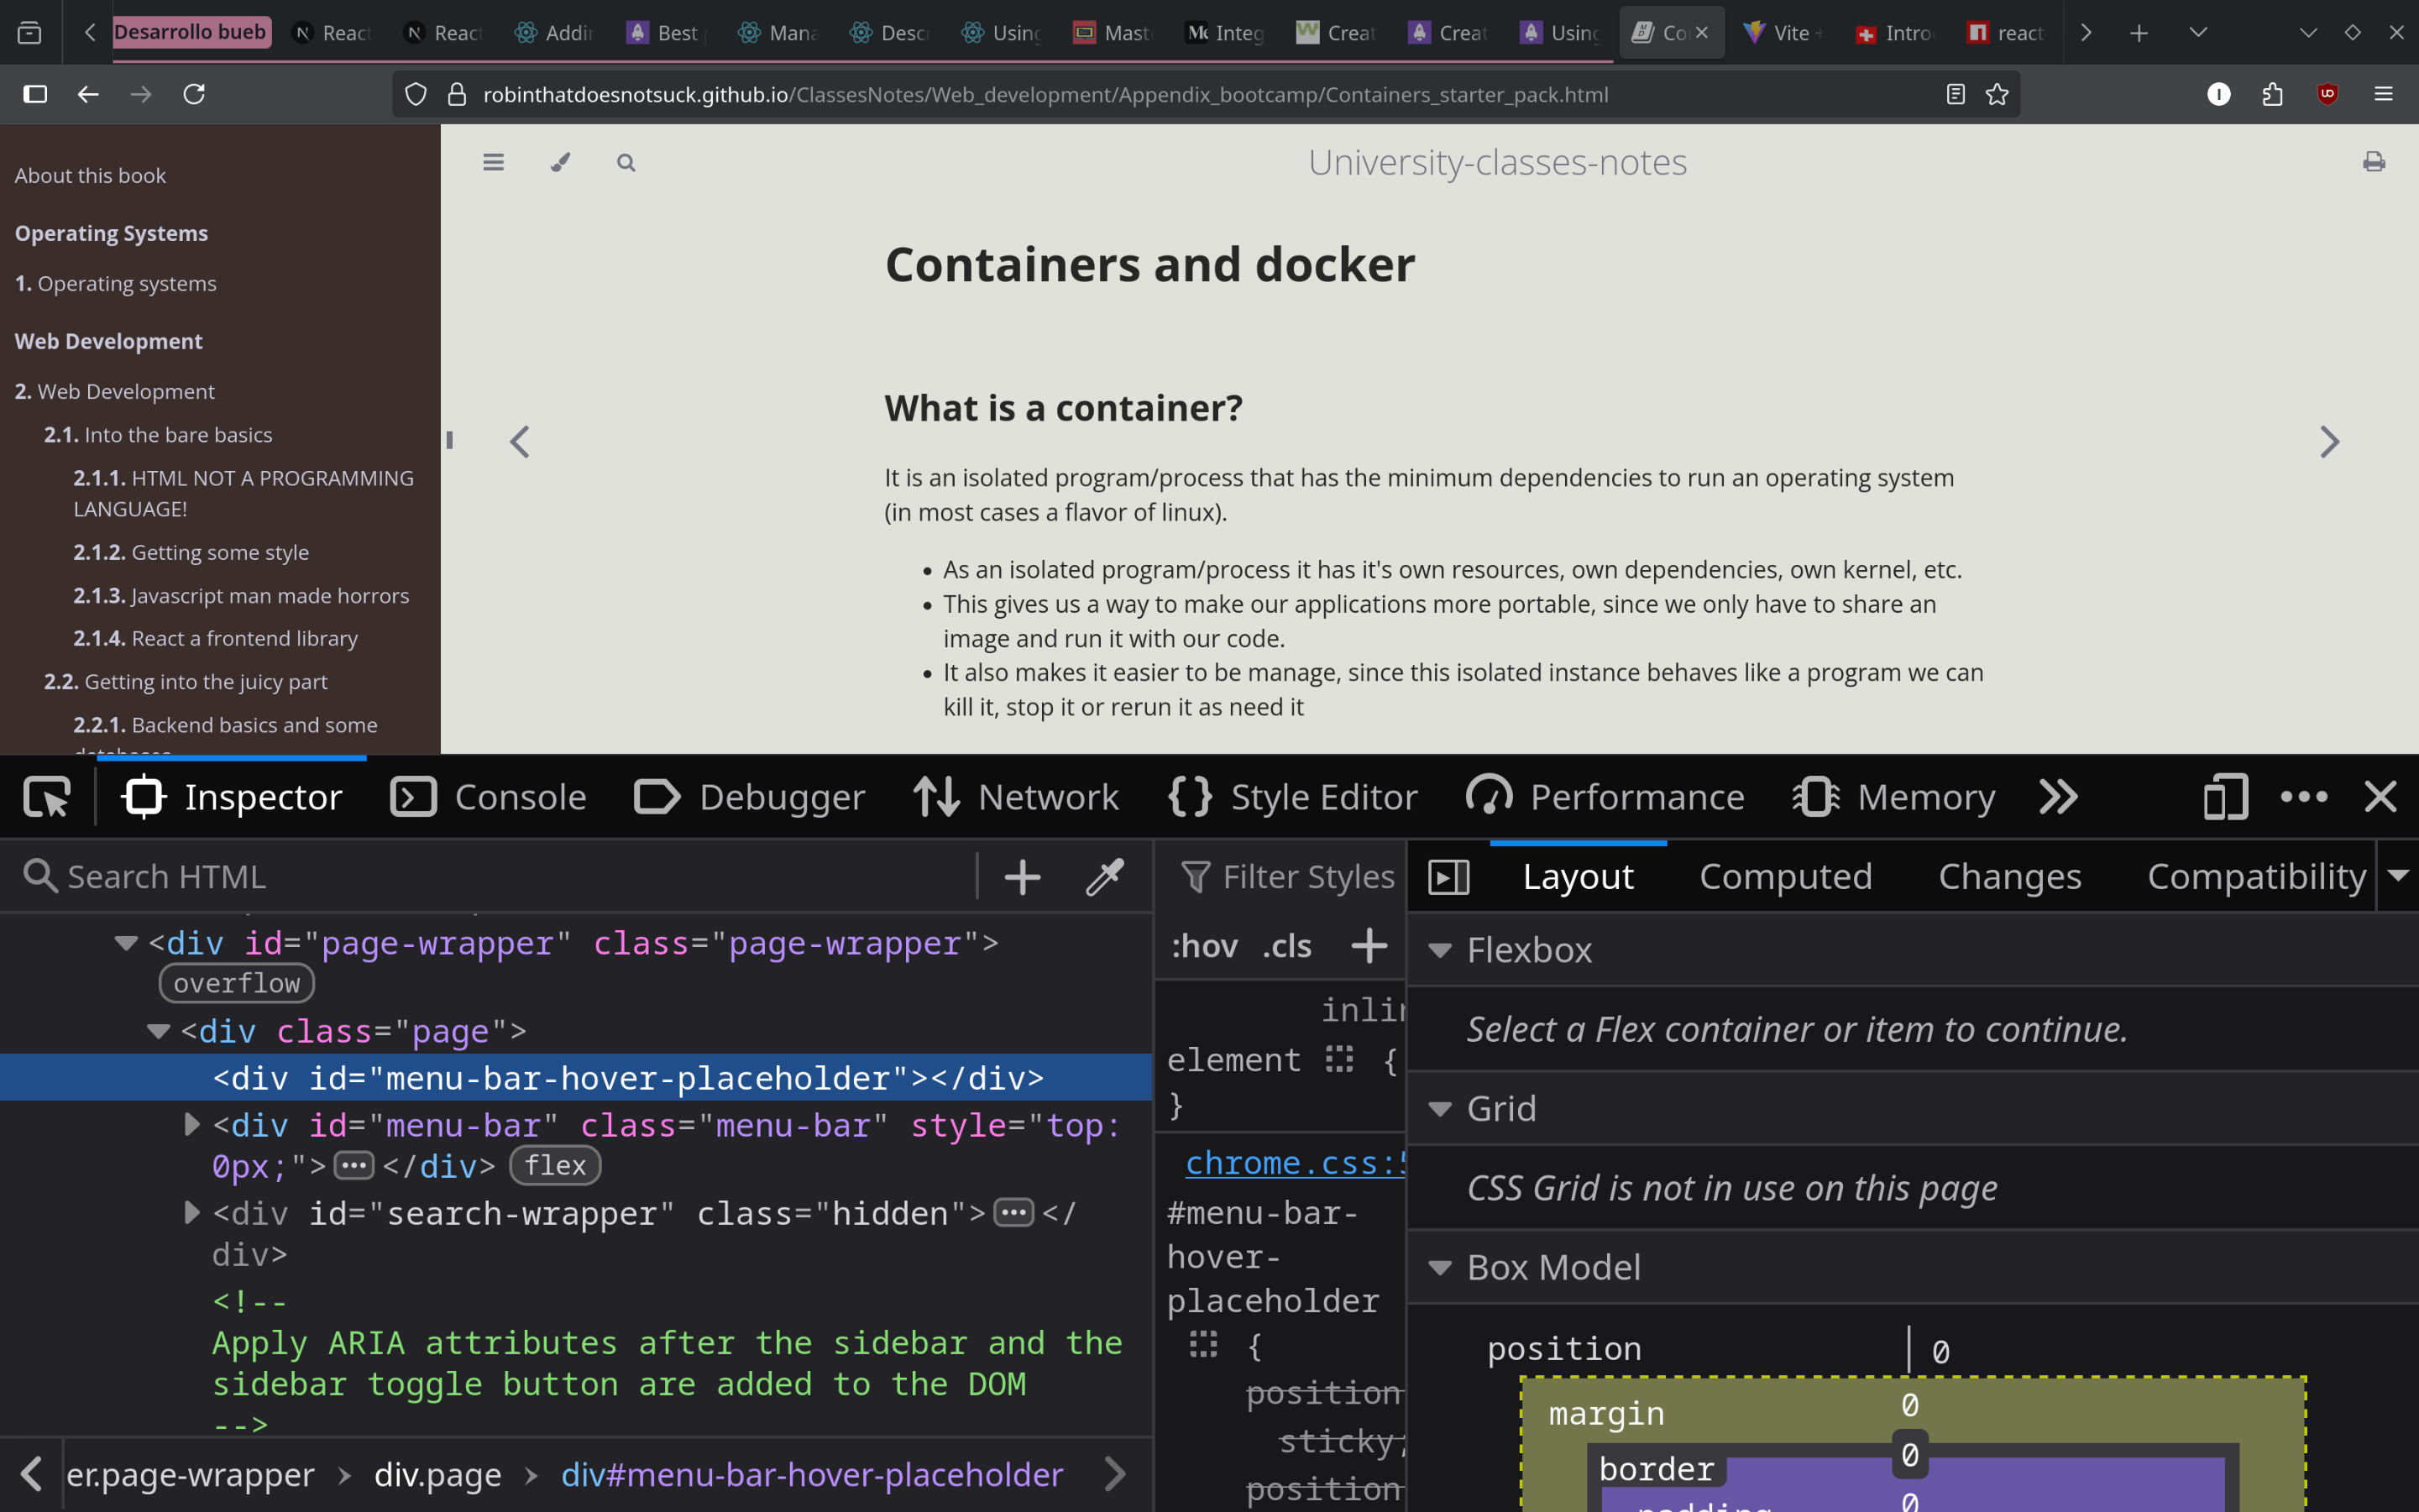 Desarrollo bueb
React
React
Addin
Best
Mana
Descr
Using
Mast
Integ
Creat
Creat
Using
Co
Vite
Intro
react
robinthatdoesnotsuck.github.io/ClassesNotes/Web_development/Appendix_bootcamp/Containers_starter_pack.html
About this book
Operating Systems
1. Operating systems
Web Development
2. Web Development
2.1. Into the bare basics
2.1.1. HTML NOT A PROGRAMMING
LANGUAGE!
2.1.2. Getting some style
2.1.3. Javascript man made horrors
2.1.4. React a frontend library
2.2. Getting into the juicy part
2.2.1. Backend basics and some
databases
University-classes-notes
Containers and docker
What is a container?
It is an isolated program/process that has the minimum dependencies to run an operating system
(in most cases a flavor of linux).
• As an isolated program/process it has it's own resources, own dependencies, own kernel, etc.
• This gives us a way to make our applications more portable, since we only have to share an
image and run it with our code.
• It also makes it easier to be manage, since this isolated instance behaves like a program we can
kill it, stop it or rerun it as need it
Inspector
Console
Debugger
Network
Style Editor
Performance
Memory
Search HTML
<div id="page-wrapper" class="page-wrapper">
overflow
<div class="page">
<div id="menu-bar-hover-placeholder"></div>
<div id="menu-bar" class="menu-bar" style="top:
0px;">
</div>
flex
<div id="search-wrapper" class="hidden">
</
div>
<!--
Apply ARIA attributes after the sidebar and the
sidebar toggle button are added to the DOM
-->
er.page-wrapper > div.page > div#menu-bar-hover-placeholder
Filter Styles
:hov .cls
inlin
element {
}
chrome.css:5
#menu-bar-
hover-
placeholder
{
position
sticky;
position
Layout
Computed
Changes
Compatibility
Flexbox
Select a Flex container or item to continue.
Grid
CSS Grid is not in use on this page
Box Model
position
0
margin
0
border
0
padding
0